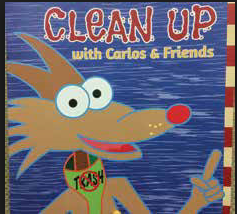 CLEAN UP
with Carlos & Friends
TRASH